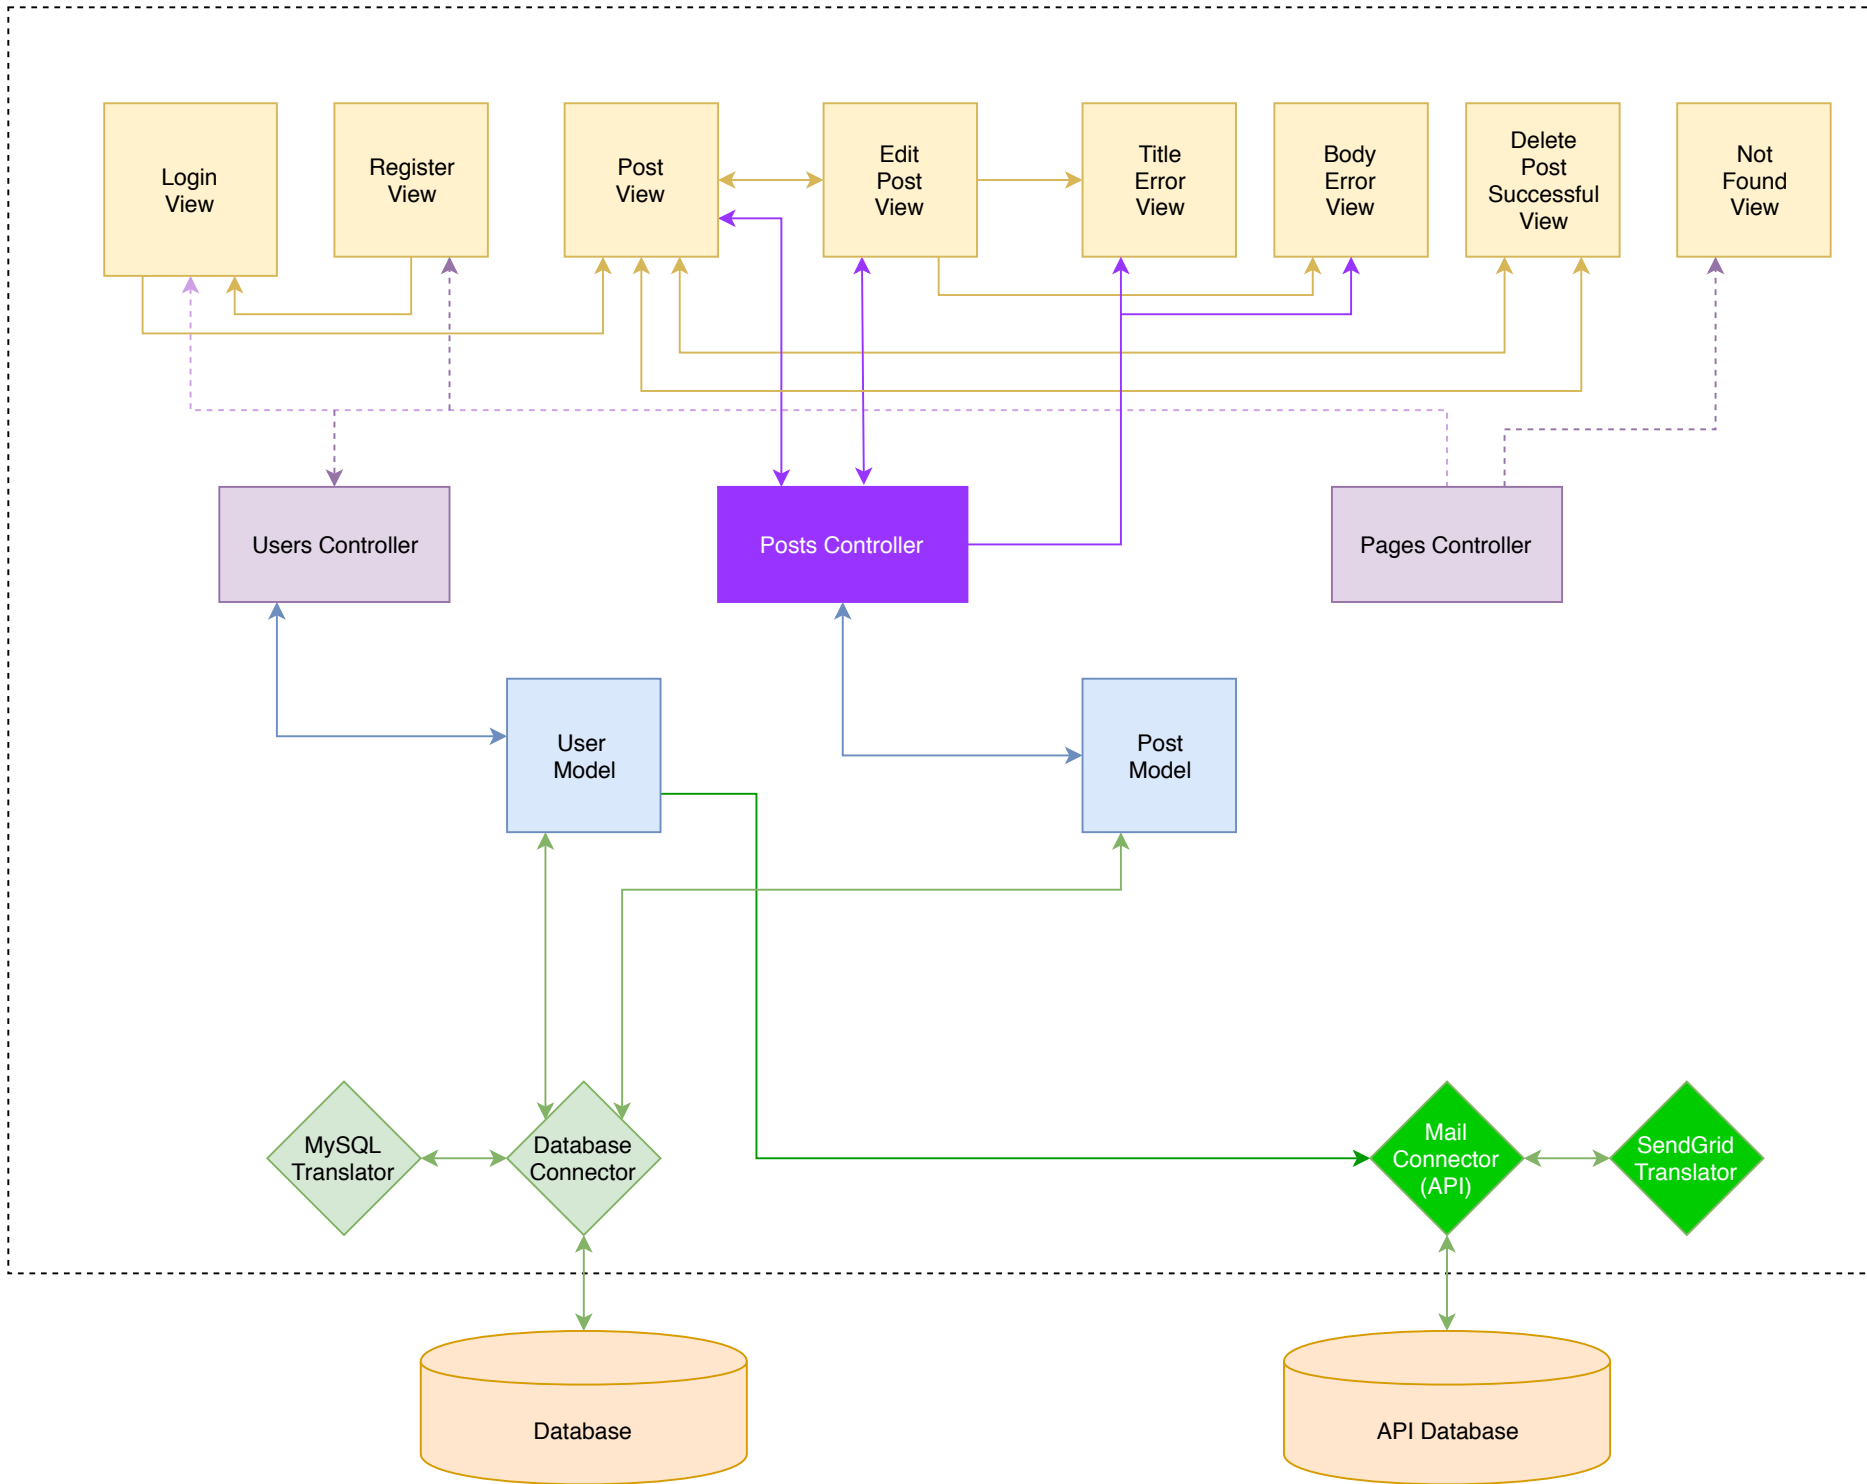 Login
View
Register
View
Post
View
Edit
Post
View
Title
Error
View
Body
Error
View
Delete
Post
Successful
View
Not
Found
View
Users Controller
Posts Controller
Pages Controller
User
Model
Post
Model
MySQL
Translator
Database
Connector
Mail
Connector
(API)
SendGrid
Translator
Database
API Database